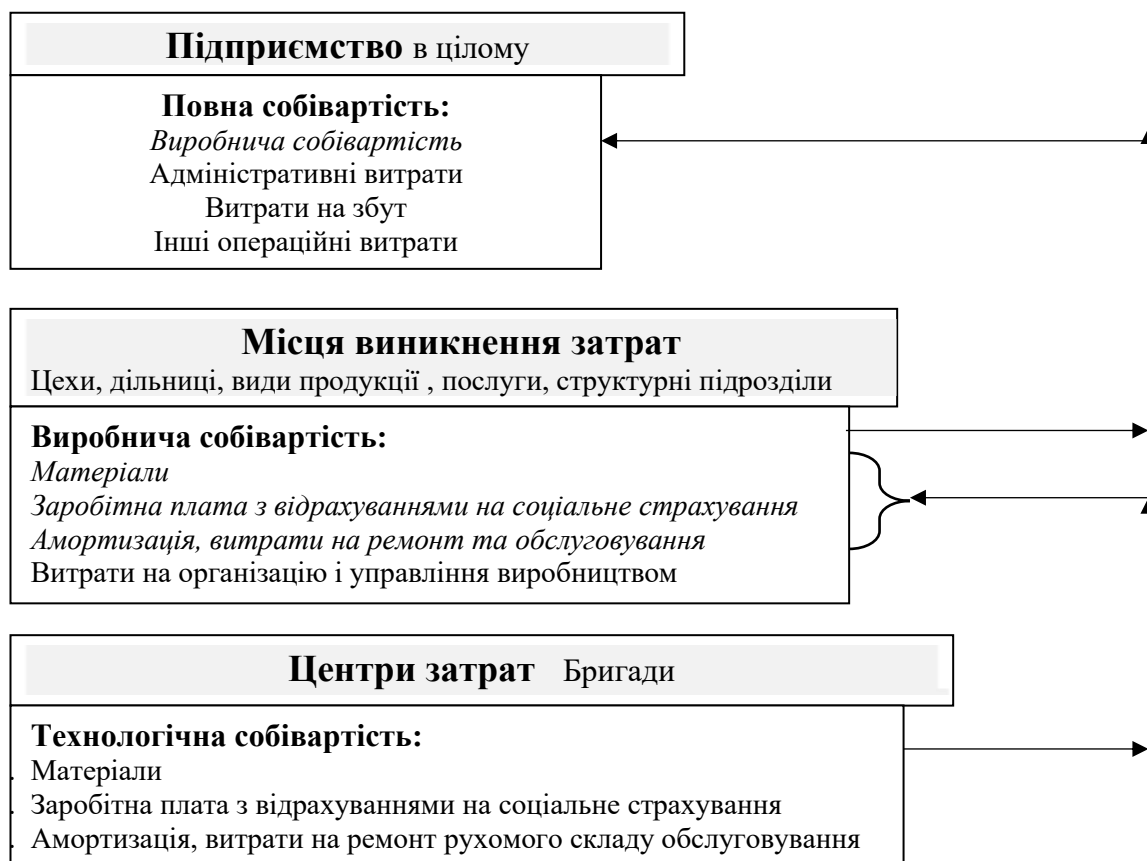 Підприємство в цілому
Повна собівартість:
Виробнича собівартість
Адміністративні витрати
Витрати на збут
Інші операційні витрати
Місця виникнення затрат
Цехи, дільниці, види продукції , послуги, структурні підрозділи
Виробнича собівартість:
Матеріали
Заробітна плата з відрахуваннями на соціальне страхування
Амортизація, витрати на ремонт та обслуговування
Витрати на організацію і управління виробництвом
Центри затрат Бригади
Технологічна собівартість:
. Матеріали
. Заробітна плата з відрахуваннями на соціальне страхування
. Амортизація, витрати на ремонт рухомого складу обслуговування